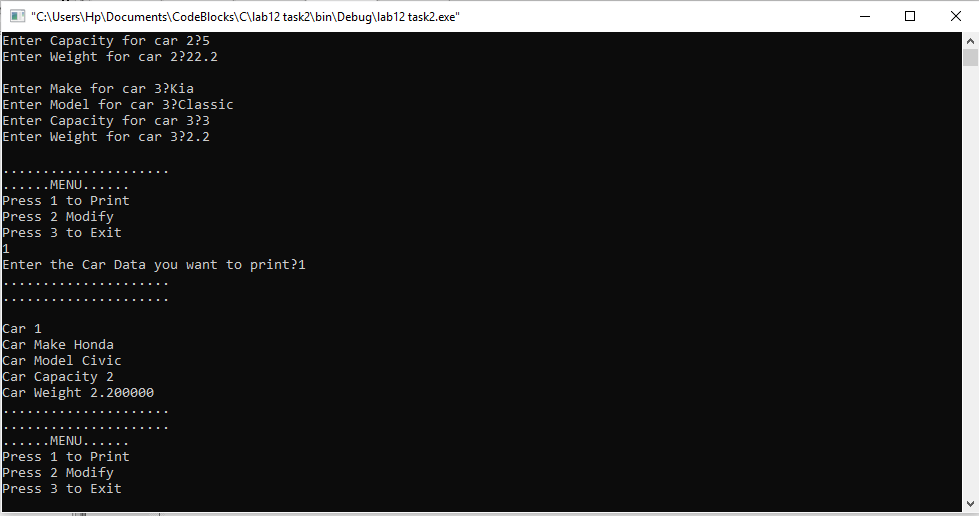 "C:\Users\Hp\Documents\CodeBlocks\C\lab12 task2\bin\Debug\lab12 task2.exe"
Enter Capacity for car 2?5
Enter Weight for car 2?22.2
Enter Make for car 3?Kia
Enter Model for car 3?Classic
Enter Capacity for car 3?3
Enter Weight for car 3?2.2
.....................
......MENU......
Press 1 to Print
Press 2 Modify
Press 3 to Exit
1
Enter the Car Data you want to print?1
.....................
.....................
Car 1
Car Make Honda
Car Model Civic
Car Capacity 2
Car Weight 2.200000
.....................
.....................
......MENU......
Press 1 to Print
Press 2 Modify
Press 3 to Exit